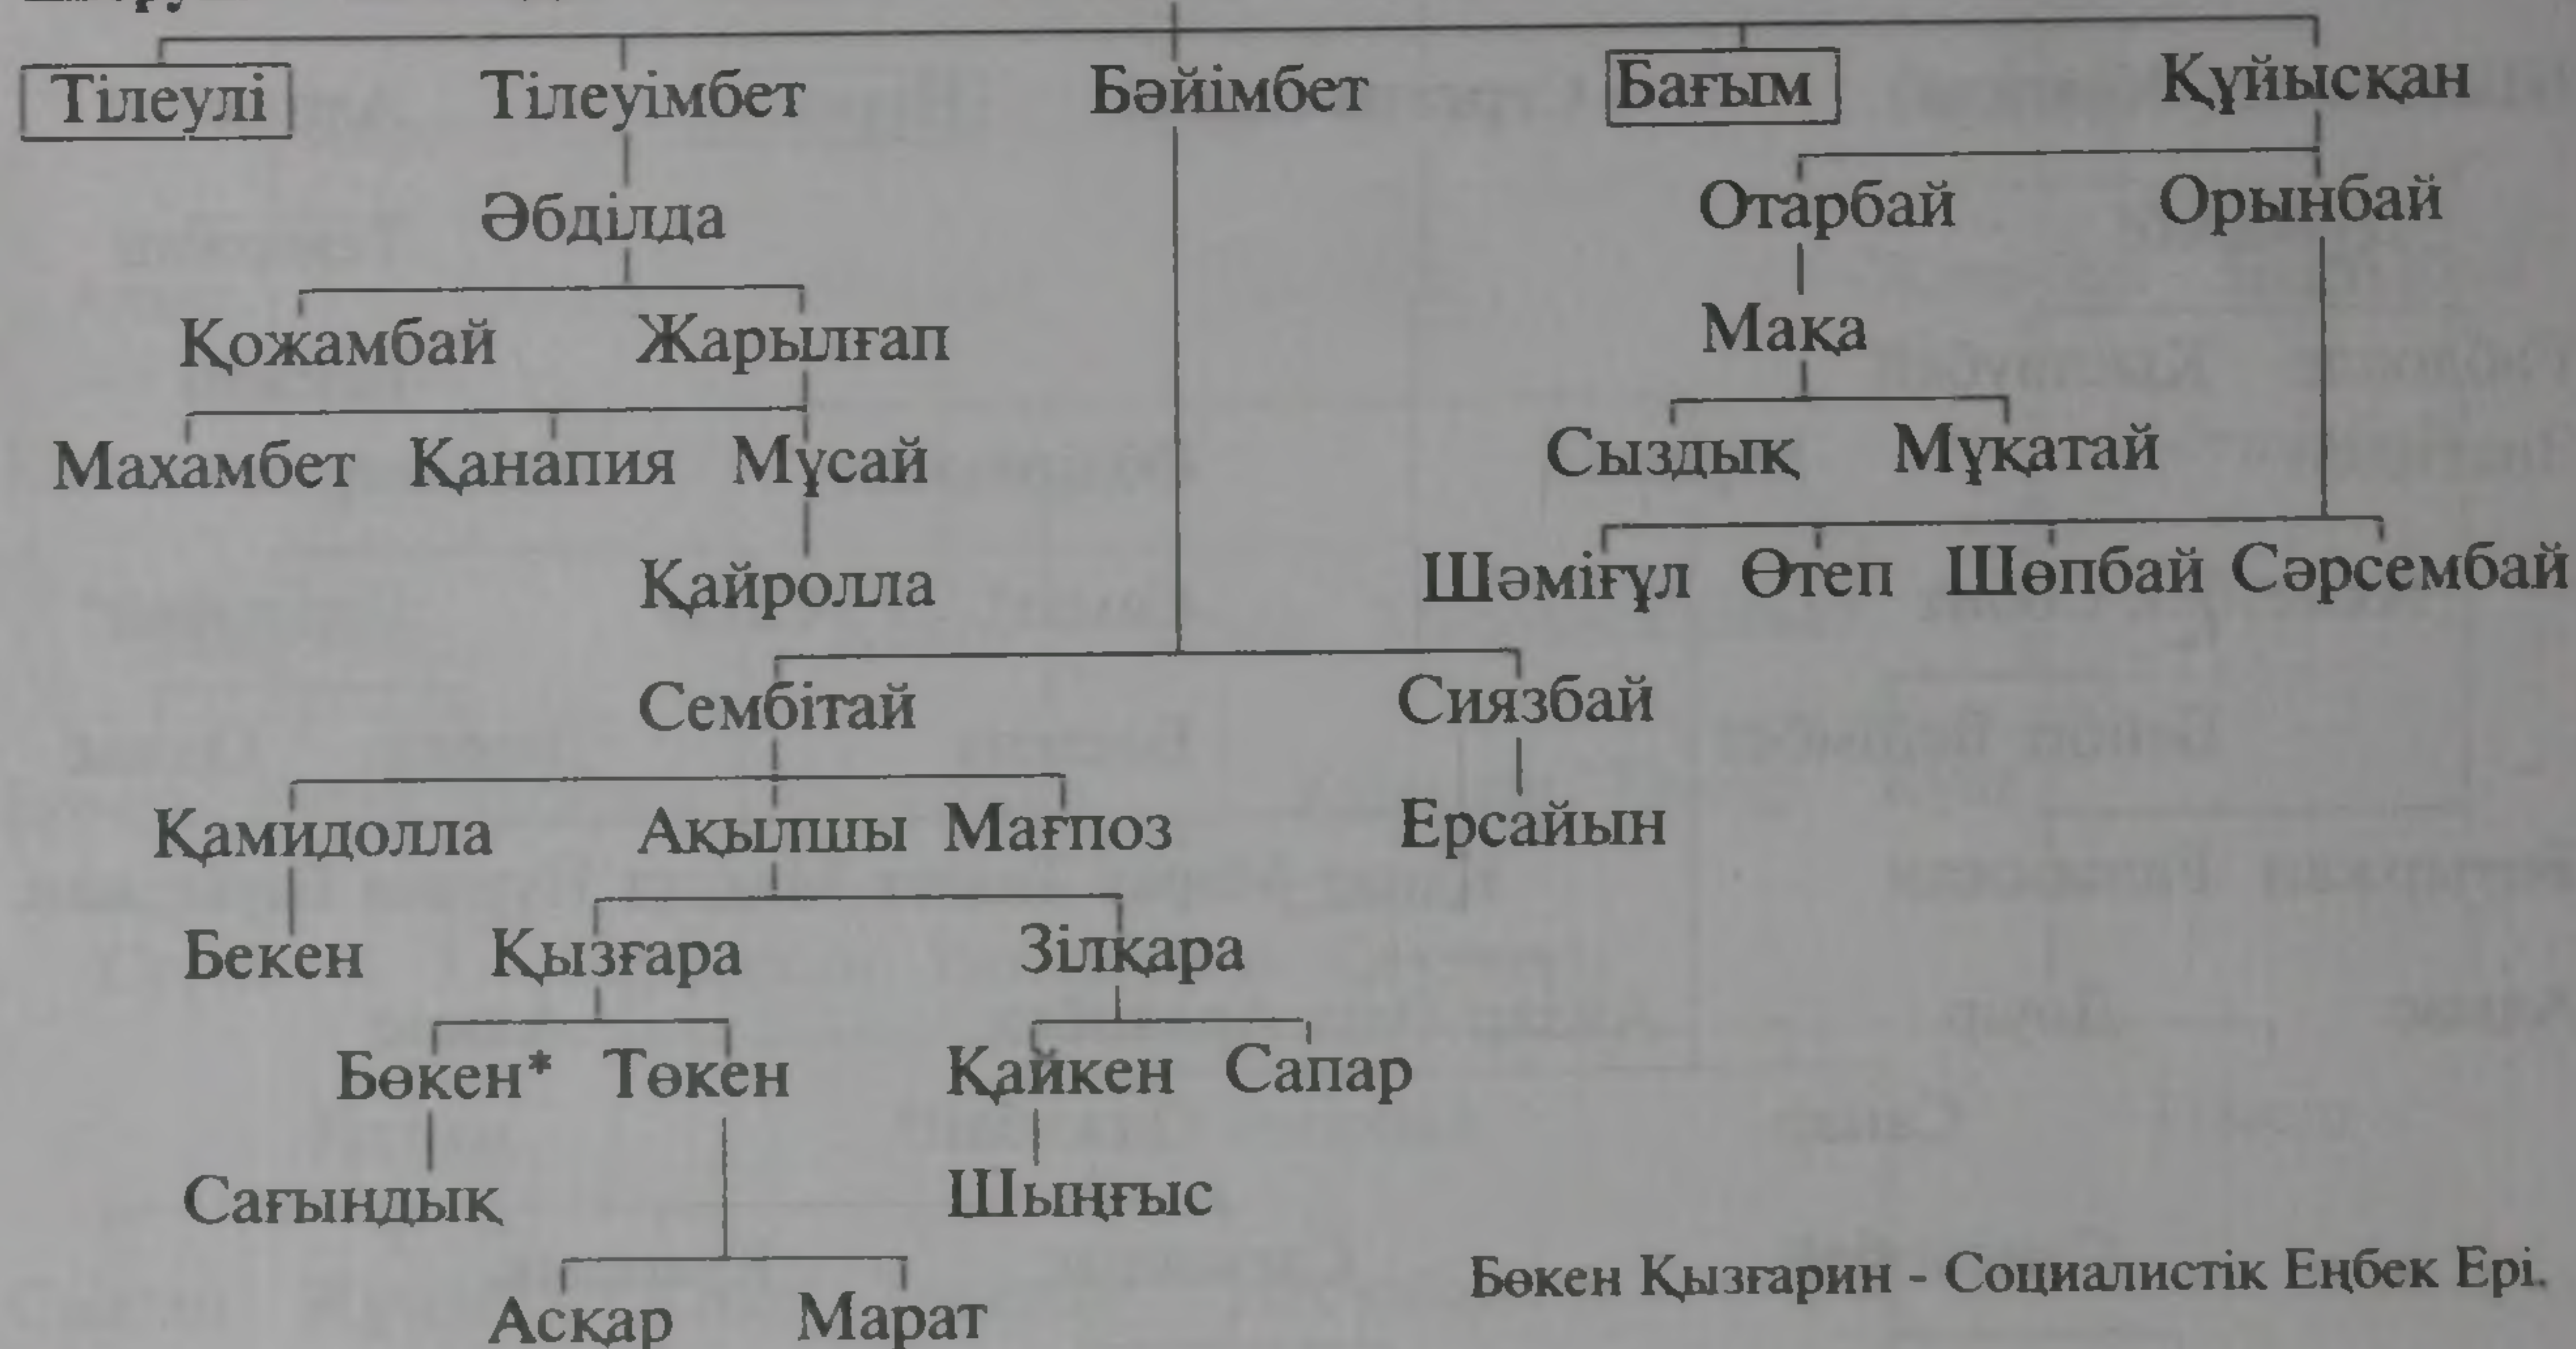 Тілеулі Тілеуімбет Бәйімбет Бағым Құйысқан
Әбділда Отарбай Орынбай
Қожамбай Жарылғап Мақа
Махамбет Қанапия Мұсай Сыздық Мұқатай
Қайролла Шәміғұл Өтеп Шөпбай Сәрсембай
Сембітай Сиязбай
Қамидолла Ақылшы Мағпоз Ерсайын
Бекен Қызғара Зілқара
Бөкен* Төкен Қайкен Сапар
Сағындық Шыңғыс
Бөкен Қызғарин - Социалистік Еңбек Ері.
Асқар Марат